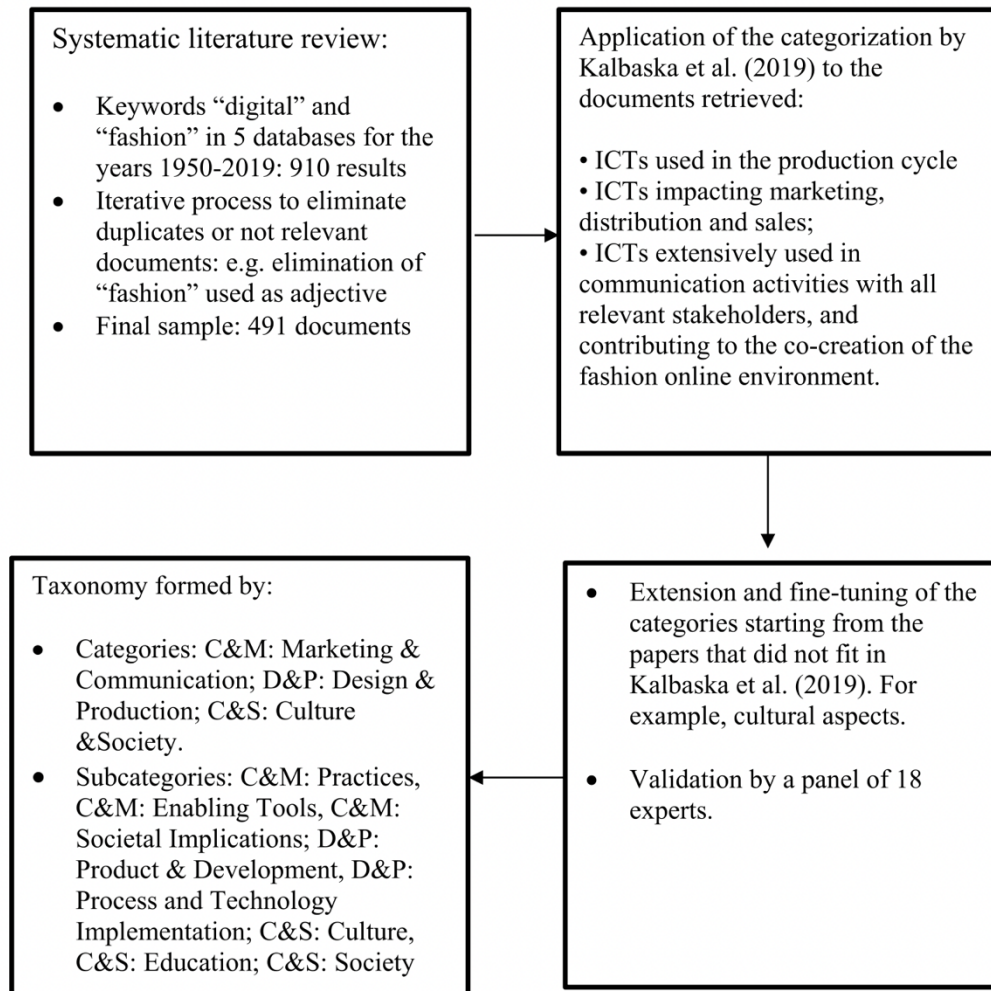 Systematic literature review:
• Keywords “digital” and
“fashion” in 5 databases for the
years 1950-2019: 910 results
• Iterative process to eliminate
duplicates or not relevant
documents: e.g. elimination of
“fashion” used as adjective
• Final sample: 491 documents
Application of the categorization by
Kalbaska et al. (2019) to the
documents retrieved:
• ICTs used in the production cycle
• ICTs impacting marketing,
distribution and sales;
• ICTs extensively used in
communication activities with all
relevant stakeholders, and
contributing to the co-creation of the
fashion online environment.
• Extension and fine-tuning of the
categories starting from the
papers that did not fit in
Kalbaska et al. (2019). For
example, cultural aspects.
• Validation by a panel of 18
experts.
Taxonomy formed by:
• Categories: C&M: Marketing &
Communication; D&P: Design &
Production; C&S: Culture
&Society.
• Subcategories: C&M: Practices,
C&M: Enabling Tools, C&M:
Societal Implications; D&P:
Product & Development, D&P:
Process and Technology
Implementation; C&S: Culture,
C&S: Education; C&S: Society